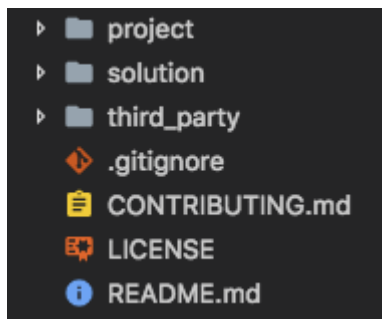 project
solution
third_party
.gitignore
CONTRIBUTING.md
LICENSE
README.md